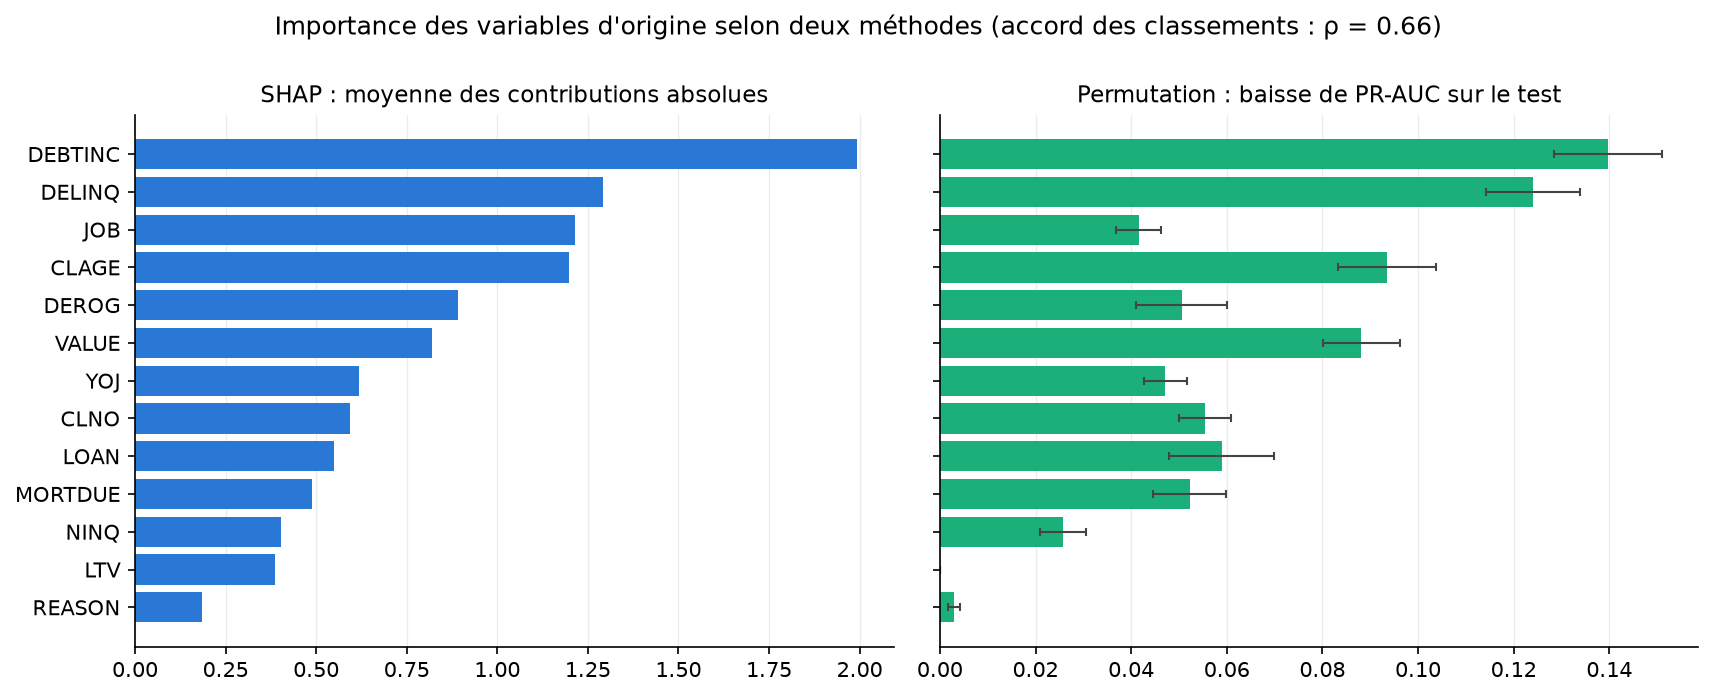 Importance des variables d'origine selon deux méthodes (accord des classements : ρ = 0.66)
SHAP : moyenne des contributions absolues
Permutation : baisse de PR-AUC sur le test
DEBTINC
DELINQ
JOB
CLAGE
DEROG
VALUE
YOJ
CLNO
LOAN
MORTDUE
NINQ
LTV
REASON
0.00 0.25 0.50 0.75 1.00 1.25 1.50 1.75 2.00
0.00 0.02 0.04 0.06 0.08 0.10 0.12 0.14